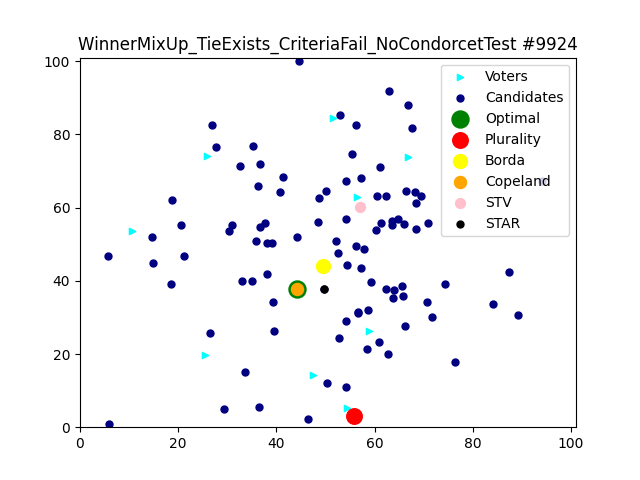 WinnerMixUp_TieExists_CriteriaFail_NoCondorcetTest #9924
100
80
60
40
20
0
0 20 40 60 80 100
Voters
Candidates
Optimal
Plurality
Borda
Copeland
STV
STAR